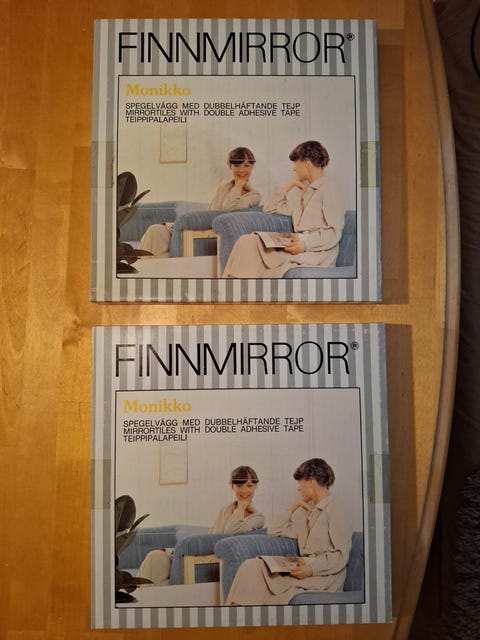 FINNMIRROR®
Monikko
SPEGELVÄGG MED DUBBELHÄFTANDE TEJP
MIRRORTILES WITH DOUBLE ADHESIVE TAPE
TEIPPIPALAPEILI
FINNMIRROR®
Monikko
SPEGELVÄGG MED DUBBELHÄFTANDE TEJP
MIRRORTILES WITH DOUBLE ADHESIVE TAPE
TEIPPIPALAPEILI